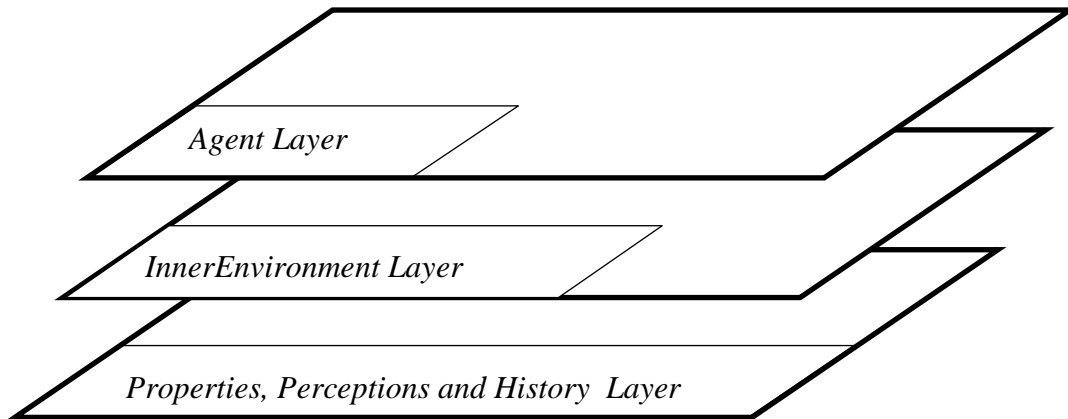 Agent Layer
InnerEnvironment Layer
Properties, Perceptions and History Layer